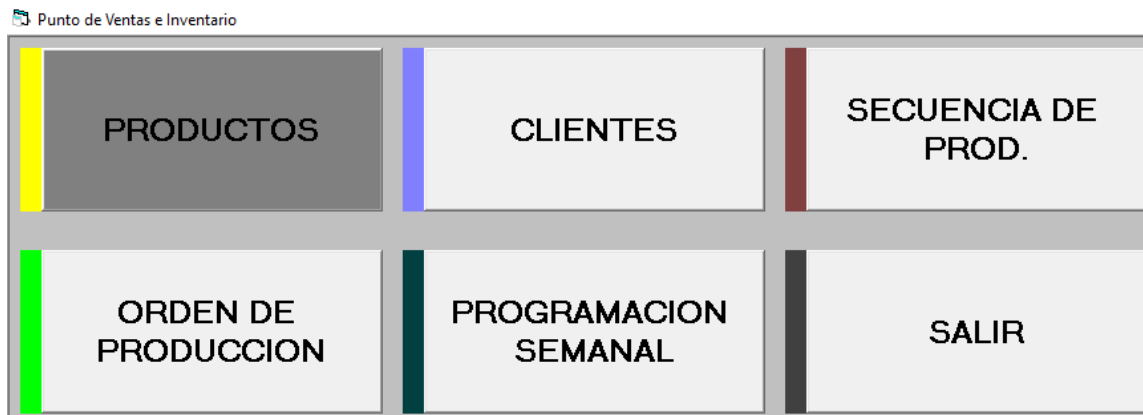 Punto de Ventas e Inventario
PRODUCTOS
CLIENTES
SECUENCIA DE
PROD.
ORDEN DE
PRODUCCION
PROGRAMACION
SEMANAL
SALIR